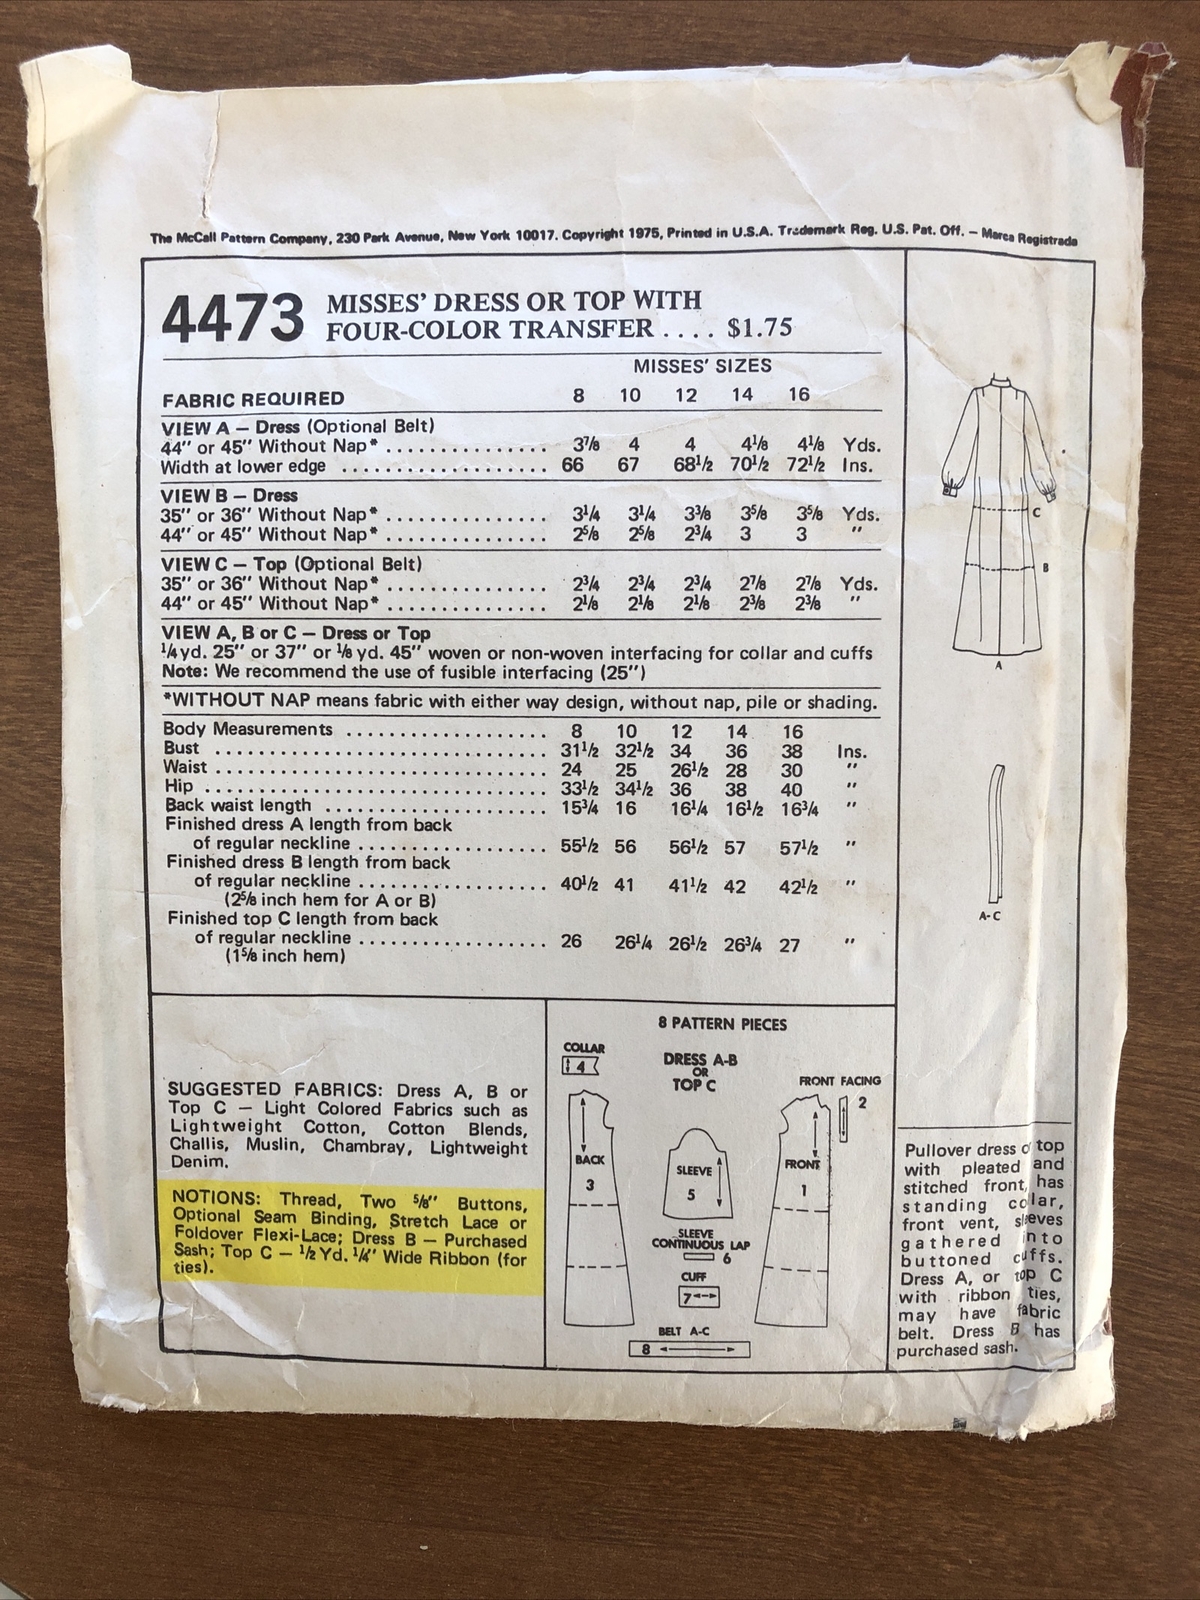 The McCall Pattern Company, 230 Park Avenue, New York 10017. Copyright 1975, Printed in U.S.A. Trademark Reg. U.S. Pat. Off. — Marca Registrada
4473 MISSES' DRESS OR TOP WITH
FOUR-COLOR TRANSFER .... $1.75
MISSES' SIZES
FABRIC REQUIRED 8 10 12 14 16
VIEW A — Dress (Optional Belt)
44" or 45" Without Nap* ............... 3⅞ 4 4 4⅛ 4⅛ Yds.
Width at lower edge ................... 66 67 68½ 70½ 72½ Ins.
VIEW B — Dress
35" or 36" Without Nap* ............... 3¼ 3¼ 3⅜ 3⅝ 3⅝ Yds.
44" or 45" Without Nap* ............... 2⅝ 2⅝ 2¾ 3 3 "
VIEW C — Top (Optional Belt)
35" or 36" Without Nap* ............... 2¾ 2¾ 2¾ 2⅞ 2⅞ Yds.
44" or 45" Without Nap* ............... 2⅛ 2⅛ 2⅛ 2⅜ 2⅜ "
VIEW A, B or C — Dress or Top
¼ yd. 25" or 37" or ⅛ yd. 45" woven or non-woven interfacing for collar and cuffs
Note: We recommend the use of fusible interfacing (25")
*WITHOUT NAP means fabric with either way design, without nap, pile or shading.
Body Measurements ................... 8 10 12 14 16
Bust ............................... 31½ 32½ 34 36 38 Ins.
Waist .............................. 24 25 26½ 28 30 "
Hip ................................ 33½ 34½ 36 38 40 "
Back waist length .................... 15¾ 16 16¼ 16½ 16¾ "
Finished dress A length from back
of regular neckline .................. 55½ 56 56½ 57 57½ "
Finished dress B length from back
of regular neckline .................. 40½ 41 41½ 42 42½ "
(2⅝ inch hem for A or B)
Finished top C length from back
of regular neckline .................. 26 26¼ 26½ 26¾ 27 "
(1⅝ inch hem)
C
B
A
A-C
SUGGESTED FABRICS: Dress A, B or
Top C — Light Colored Fabrics such as
Lightweight Cotton, Cotton Blends,
Challis, Muslin, Chambray, Lightweight
Denim.
NOTIONS: Thread, Two ⅝" Buttons,
Optional Seam Binding, Stretch Lace or
Foldover Flexi-Lace; Dress B — Purchased
Sash; Top C — ½ Yd. ¼" Wide Ribbon (for
ties).
8 PATTERN PIECES
COLLAR
4
DRESS A-B
OR
TOP C
FRONT FACING
2
BACK
3
SLEEVE
5
FRONT
1
SLEEVE
CONTINUOUS LAP
6
CUFF
7
BELT A-C
8
Pullover dress or top
with pleated and
stitched front, has
standing collar,
front vent, sleeves
gathered into
buttoned cuffs.
Dress A, or top C
with ribbon ties,
may have fabric
belt. Dress B has
purchased sash.